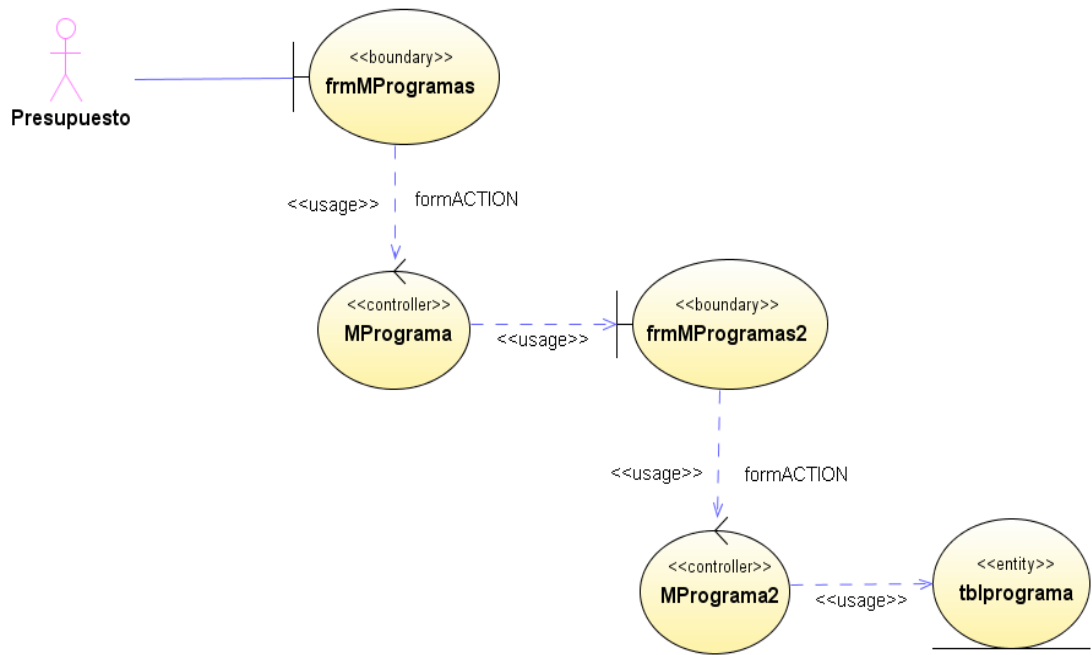 <<boundary>>
frmMProgramas
Presupuesto
<<usage>>
formACTION
<<controller>>
MPrograma
<<usage>>
<<boundary>>
frmMProgramas2
<<usage>>
formACTION
<<controller>>
MPrograma2
<<usage>>
<<entity>>
tblprograma